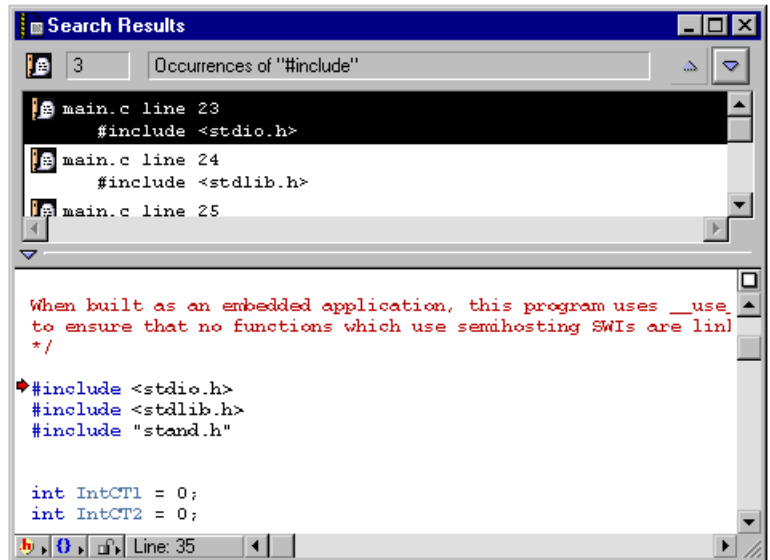 Search Results
3 Occurrences of "#include"
main.c line 23
#include <stdio.h>
main.c line 24
#include <stdlib.h>
main.c line 25
When built as an embedded application, this program uses __use_
to ensure that no functions which use semihosting SWIs are linl
*/
#include <stdio.h>
#include <stdlib.h>
#include "stand.h"
int IntCT1 = 0;
int IntCT2 = 0;
Line: 35